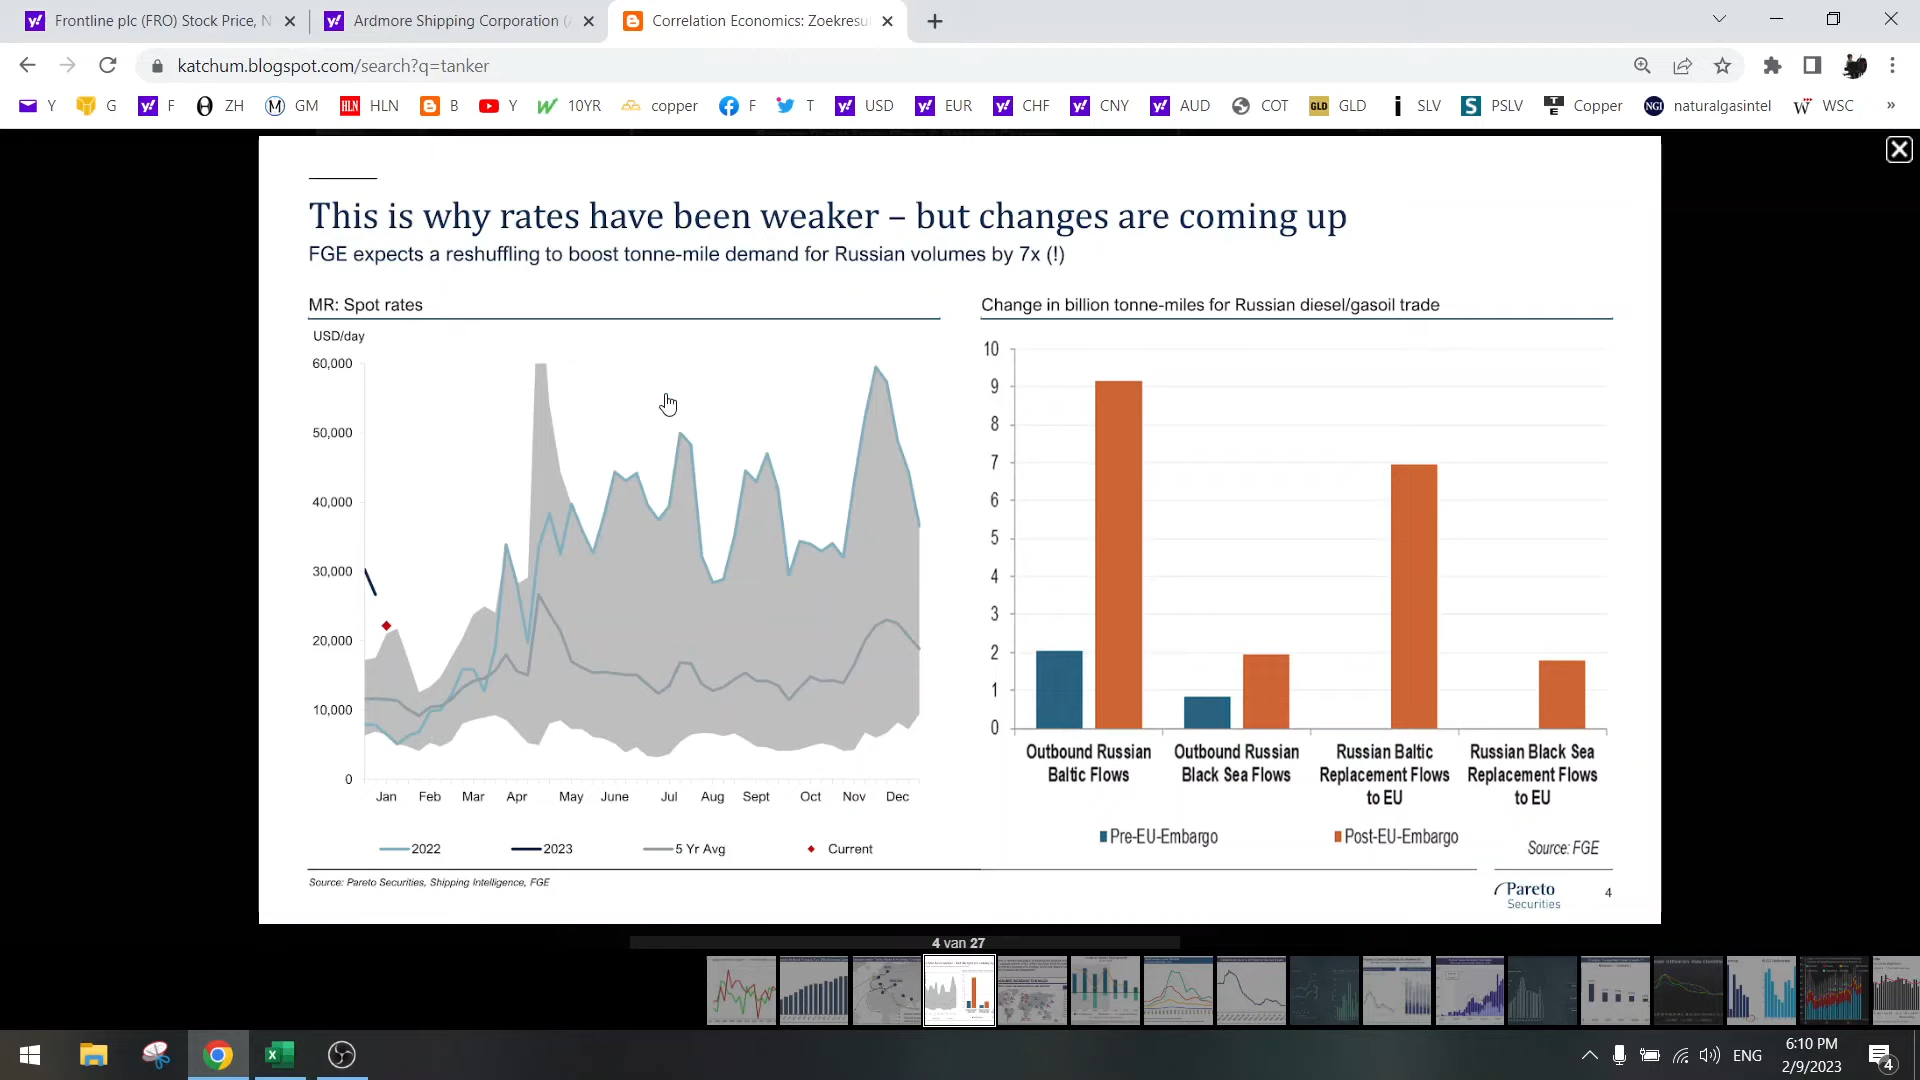 Frontline plc (FRO) Stock Price, N
Ardmore Shipping Corporation (
Correlation Economics: Zoekresul
katchum.blogspot.com/search?q=tanker
Y G F ZH GM HLN B Y 10YR copper F T USD EUR CHF CNY AUD COT GLD SLV PSLV Copper naturalgasintel WSC »
This is why rates have been weaker – but changes are coming up
FGE expects a reshuffling to boost tonne-mile demand for Russian volumes by 7x (!)
MR: Spot rates
USD/day
60,000
50,000
40,000
30,000
20,000
10,000
0
Jan Feb Mar Apr May June Jul Aug Sept Oct Nov Dec
2022 2023 5 Yr Avg Current
Source: Pareto Securities, Shipping Intelligence, FGE
Change in billion tonne-miles for Russian diesel/gasoil trade
10
9
8
7
6
5
4
3
2
1
0
Outbound Russian Baltic Flows
Outbound Russian Black Sea Flows
Russian Baltic Replacement Flows to EU
Russian Black Sea Replacement Flows to EU
Pre-EU-Embargo Post-EU-Embargo
Source: FGE
Pareto
Securities
4
4 van 27
ENG
6:10 PM
2/9/2023
4